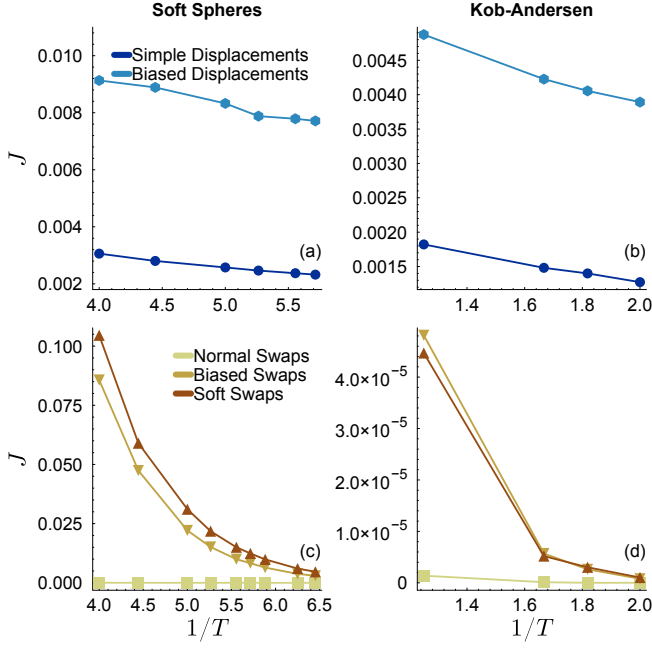 Soft Spheres
Kob-Andersen
Simple Displacements
Biased Displacements
0.010
0.008
0.006
0.004
0.002
J
(a)
4.0 4.5 5.0 5.5
0.0045
0.0040
0.0035
0.0030
0.0025
0.0020
0.0015
(b)
1.4 1.6 1.8 2.0
Normal Swaps
Biased Swaps
Soft Swaps
0.100
0.075
0.050
0.025
0.000
J
(c)
4.0 4.5 5.0 5.5 6.0 6.5
1/T
4.0×10⁻⁵
3.0×10⁻⁵
2.0×10⁻⁵
1.0×10⁻⁵
0
(d)
1.4 1.6 1.8 2.0
1/T